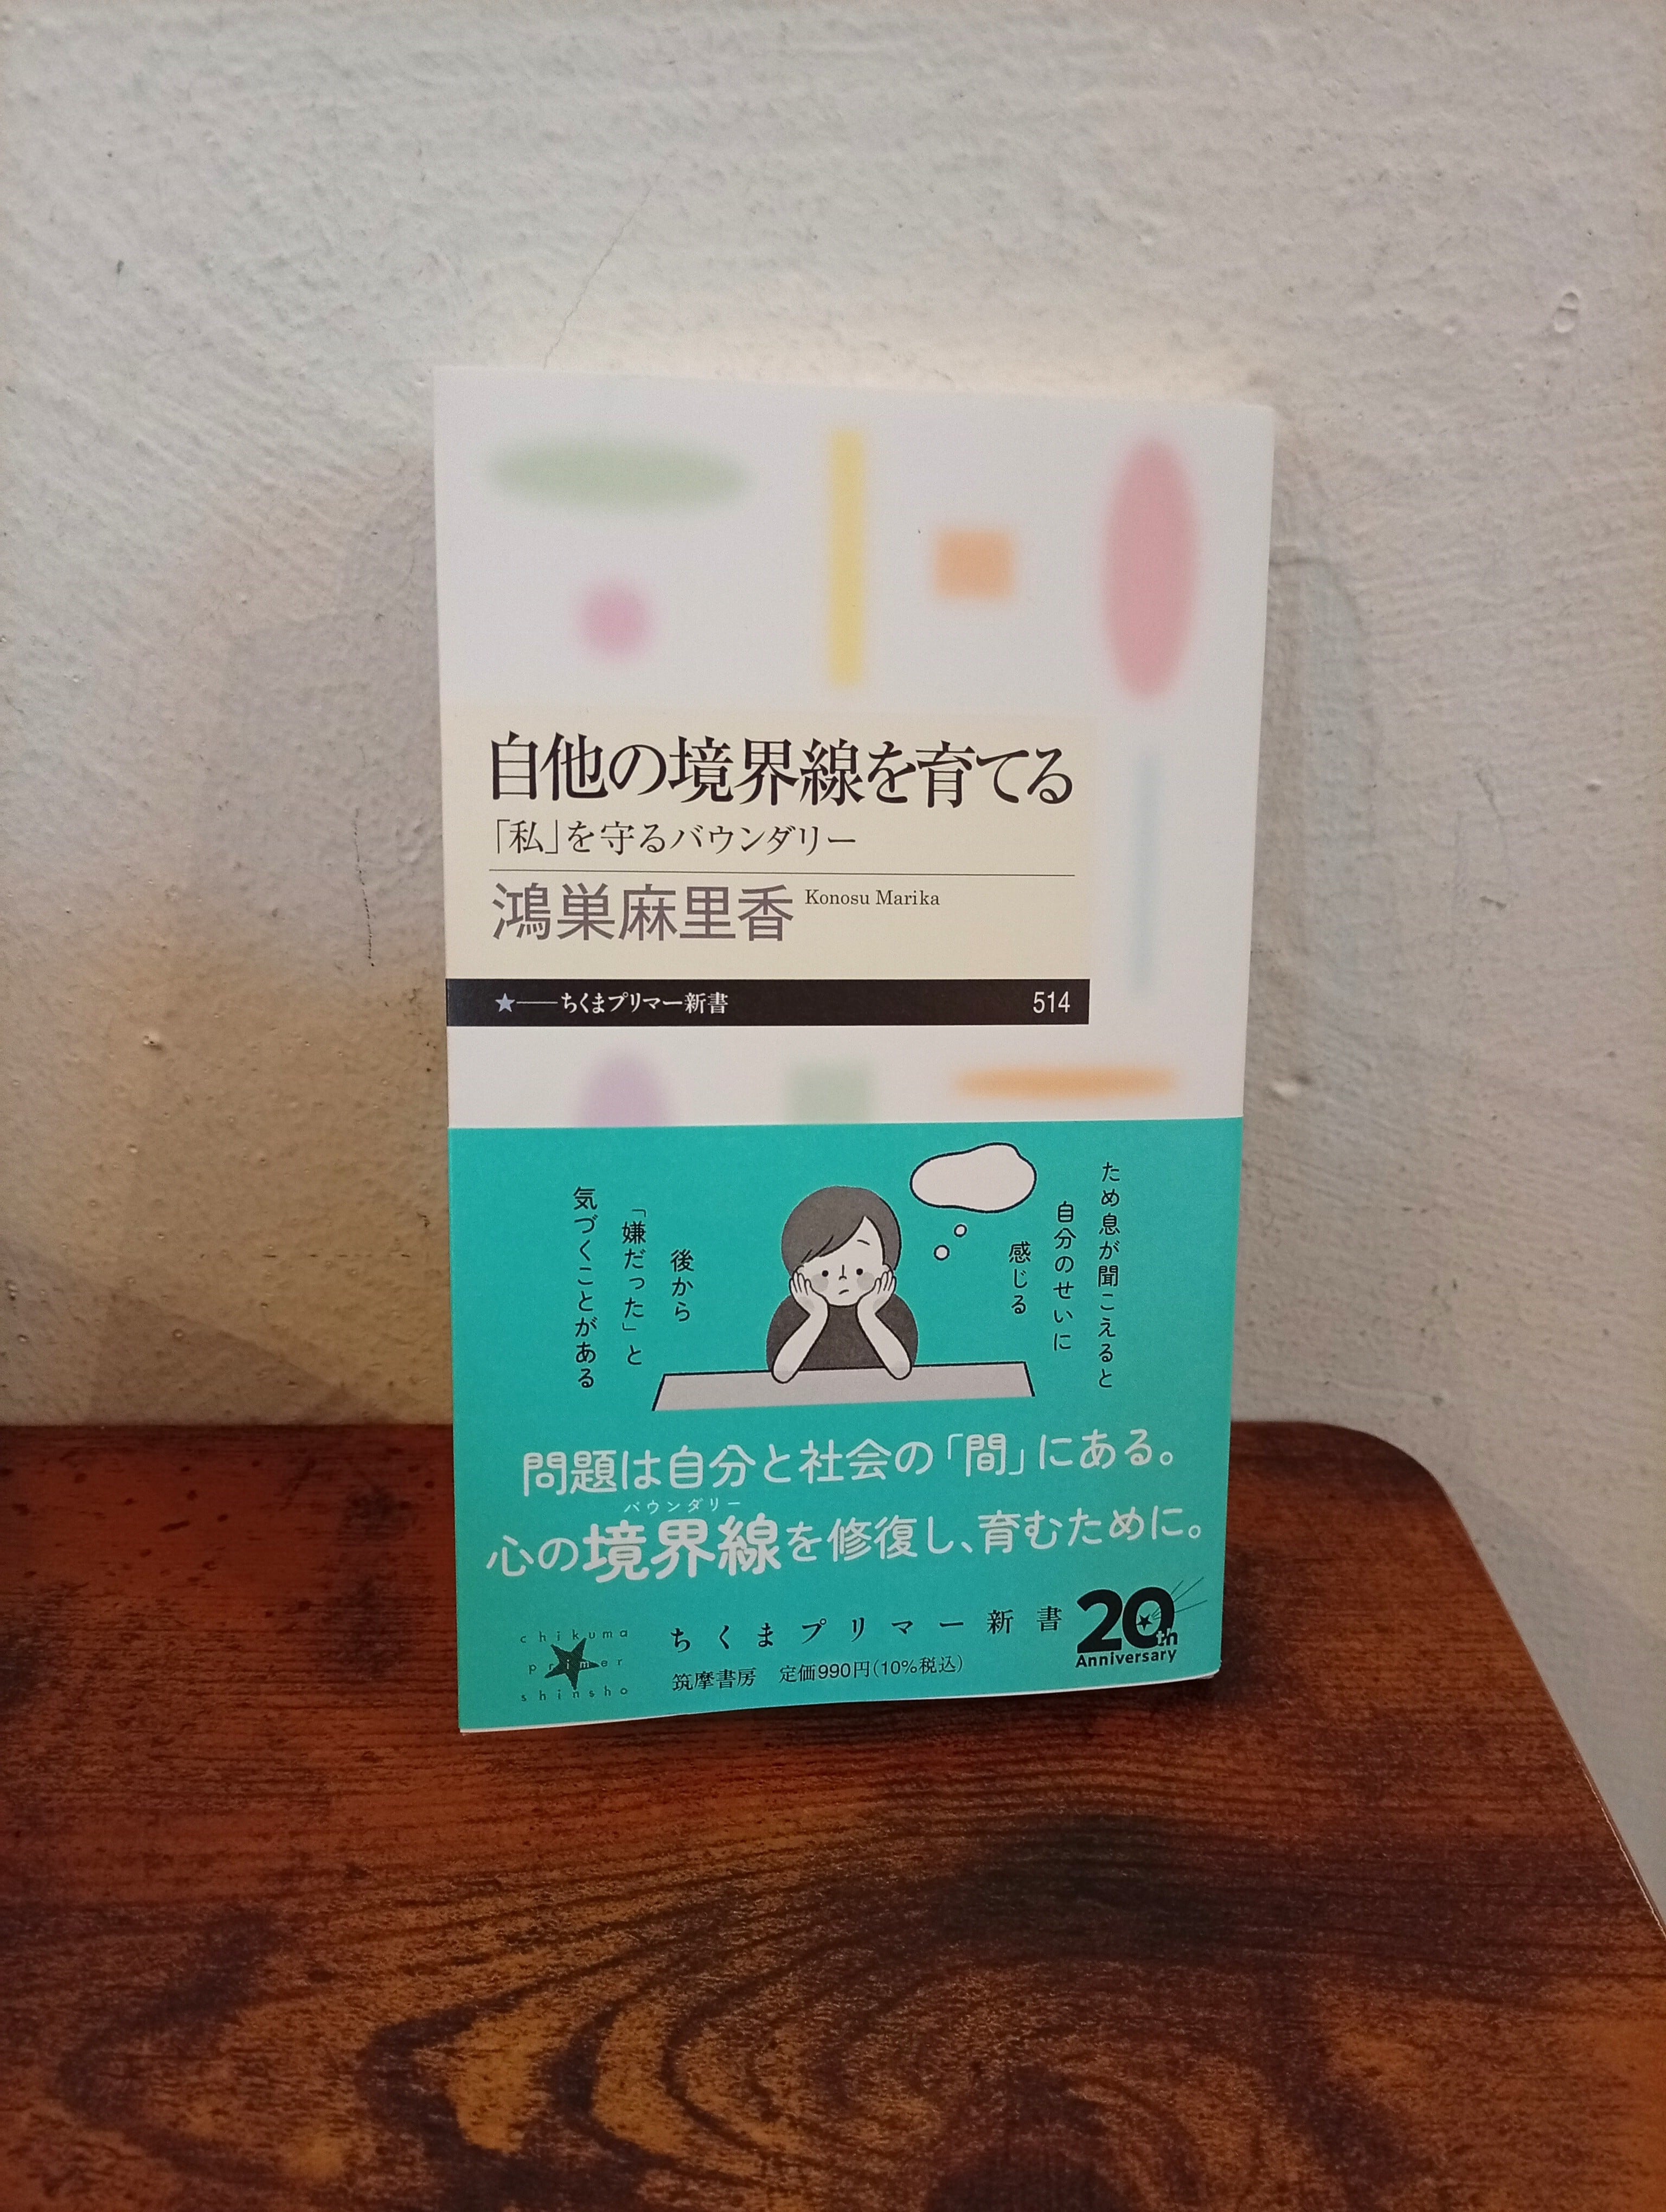 自他の境界線を育てる
「私」を守るバウンダリー
鴻巣麻里香 Konosu Marika
★──ちくまプリマー新書 514
ため息が聞こえると
自分のせいに
感じる
後から
「嫌だった」と
気づくことがある
問題は自分と社会の「間」にある。
バウンダリー
心の境界線を修復し、育むために。
chikuma
primer
shinsho
ちくまプリマー新書
筑摩書房 定価990円(10%税込)
20th
Anniversary